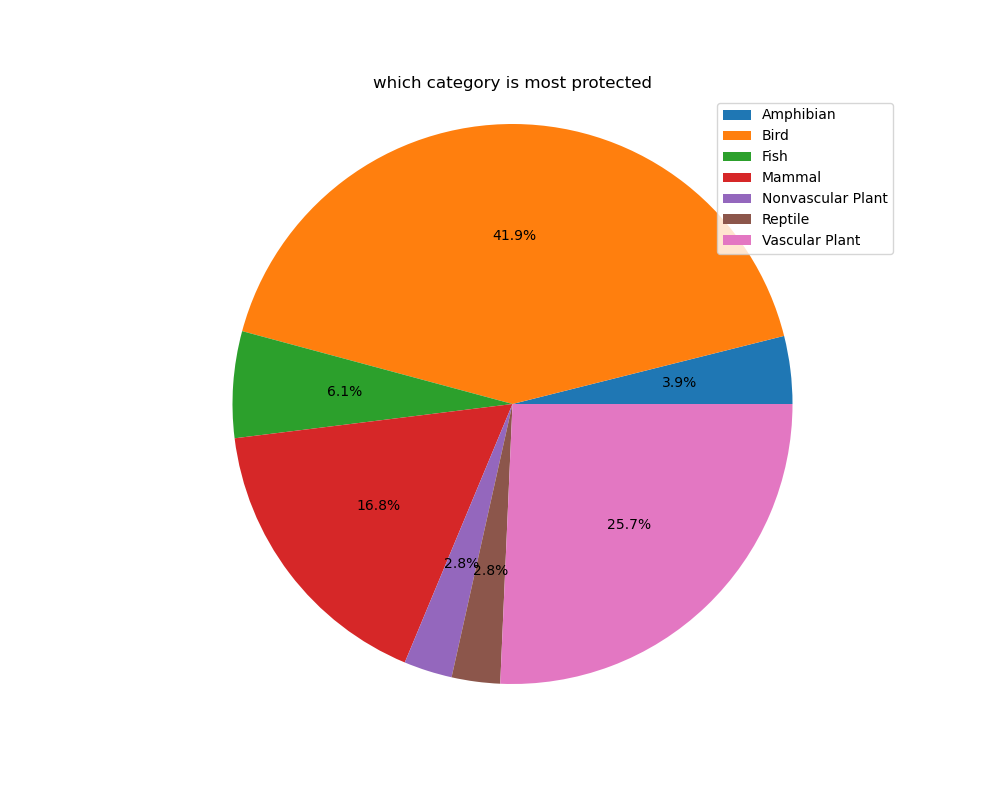 which category is most protected
Amphibian
Bird
Fish
Mammal
Nonvascular Plant
Reptile
Vascular Plant
41.9%
3.9%
6.1%
16.8%
2.8%
2.8%
25.7%